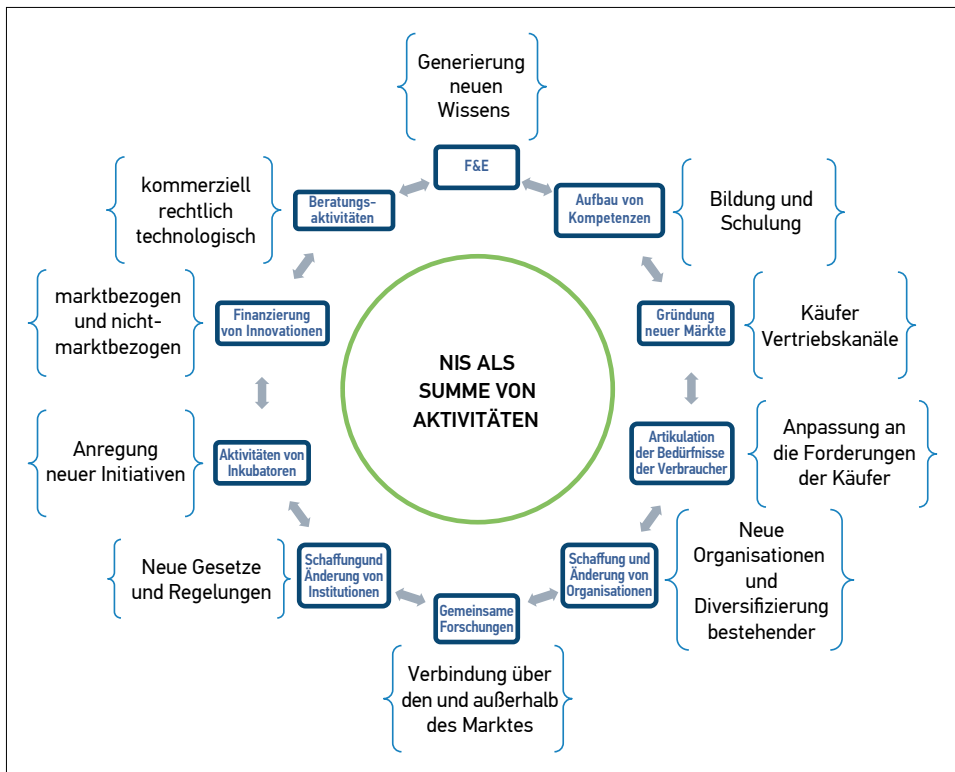 Generierung
neuen
Wissens
F&E
Aufbau von
Kompetenzen
Bildung und
Schulung
Gründung
neuer Märkte
Käufer
Vertriebskanäle
Artikulation
der Bedürfnisse
der Verbraucher
Anpassung an
die Forderungen
der Käufer
Schaffung und
Änderung von
Organisationen
Neue
Organisationen
und
Diversifizierung
bestehender
Gemeinsame
Forschungen
Verbindung über
den und außerhalb
des Marktes
Schaffungund
Änderung von
Institutionen
Neue Gesetze
und Regelungen
Aktivitäten von
Inkubatoren
Anregung
neuer Initiativen
Finanzierung
von Innovationen
marktbezogen
und nicht-
marktbezogen
Beratungs-
aktivitäten
kommerziell
rechtlich
technologisch
NIS ALS
SUMME VON
AKTIVITÄTEN